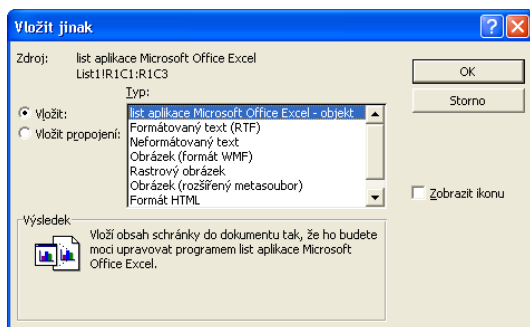 Vložit jinak
Zdroj: list aplikace Microsoft Office Excel
List1!R1C1:R1C3
Typ:
Vložit:
Vložit propojení:
list aplikace Microsoft Office Excel - objekt
Formátovaný text (RTF)
Neformátovaný text
Obrázek (formát WMF)
Rastrový obrázek
Obrázek (rozšířený metasoubor)
Formát HTML
OK
Storno
Zobrazit ikonu
Výsledek
Vloží obsah schránky do dokumentu tak, že ho budete
moci upravovat programem list aplikace Microsoft
Office Excel.